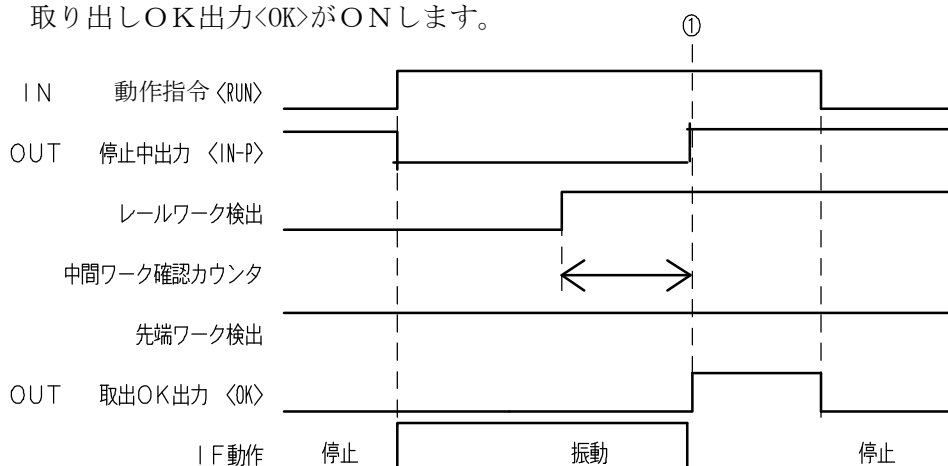 取り出しＯＫ出力<OK>がＯＮします。
①
ＩＮ 動作指令<RUN>
ＯＵＴ 停止中出力 <IN-P>
レールワーク検出
中間ワーク確認カウンタ
先端ワーク検出
ＯＵＴ 取出ＯＫ出力 <OK>
ＩＦ動作 停止 振動 停止